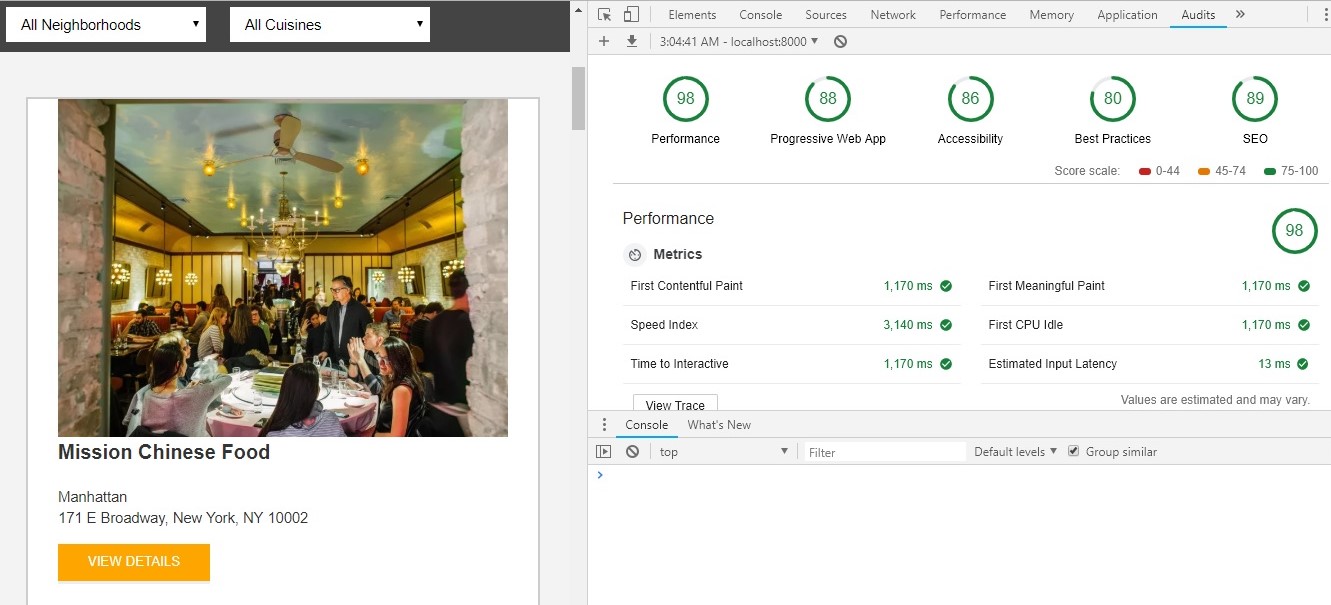 All Neighborhoods
All Cuisines
Mission Chinese Food
Manhattan
171 E Broadway, New York, NY 10002
VIEW DETAILS
Elements Console Sources Network Performance Memory Application Audits »
3:04:41 AM - localhost:8000
98 88 86 80 89
Performance Progressive Web App Accessibility Best Practices SEO
Score scale: 0-44 45-74 75-100
Performance 98
Metrics
First Contentful Paint 1,170 ms First Meaningful Paint 1,170 ms
Speed Index 3,140 ms First CPU Idle 1,170 ms
Time to Interactive 1,170 ms Estimated Input Latency 13 ms
View Trace Values are estimated and may vary.
Console What's New
top Filter Default levels Group similar